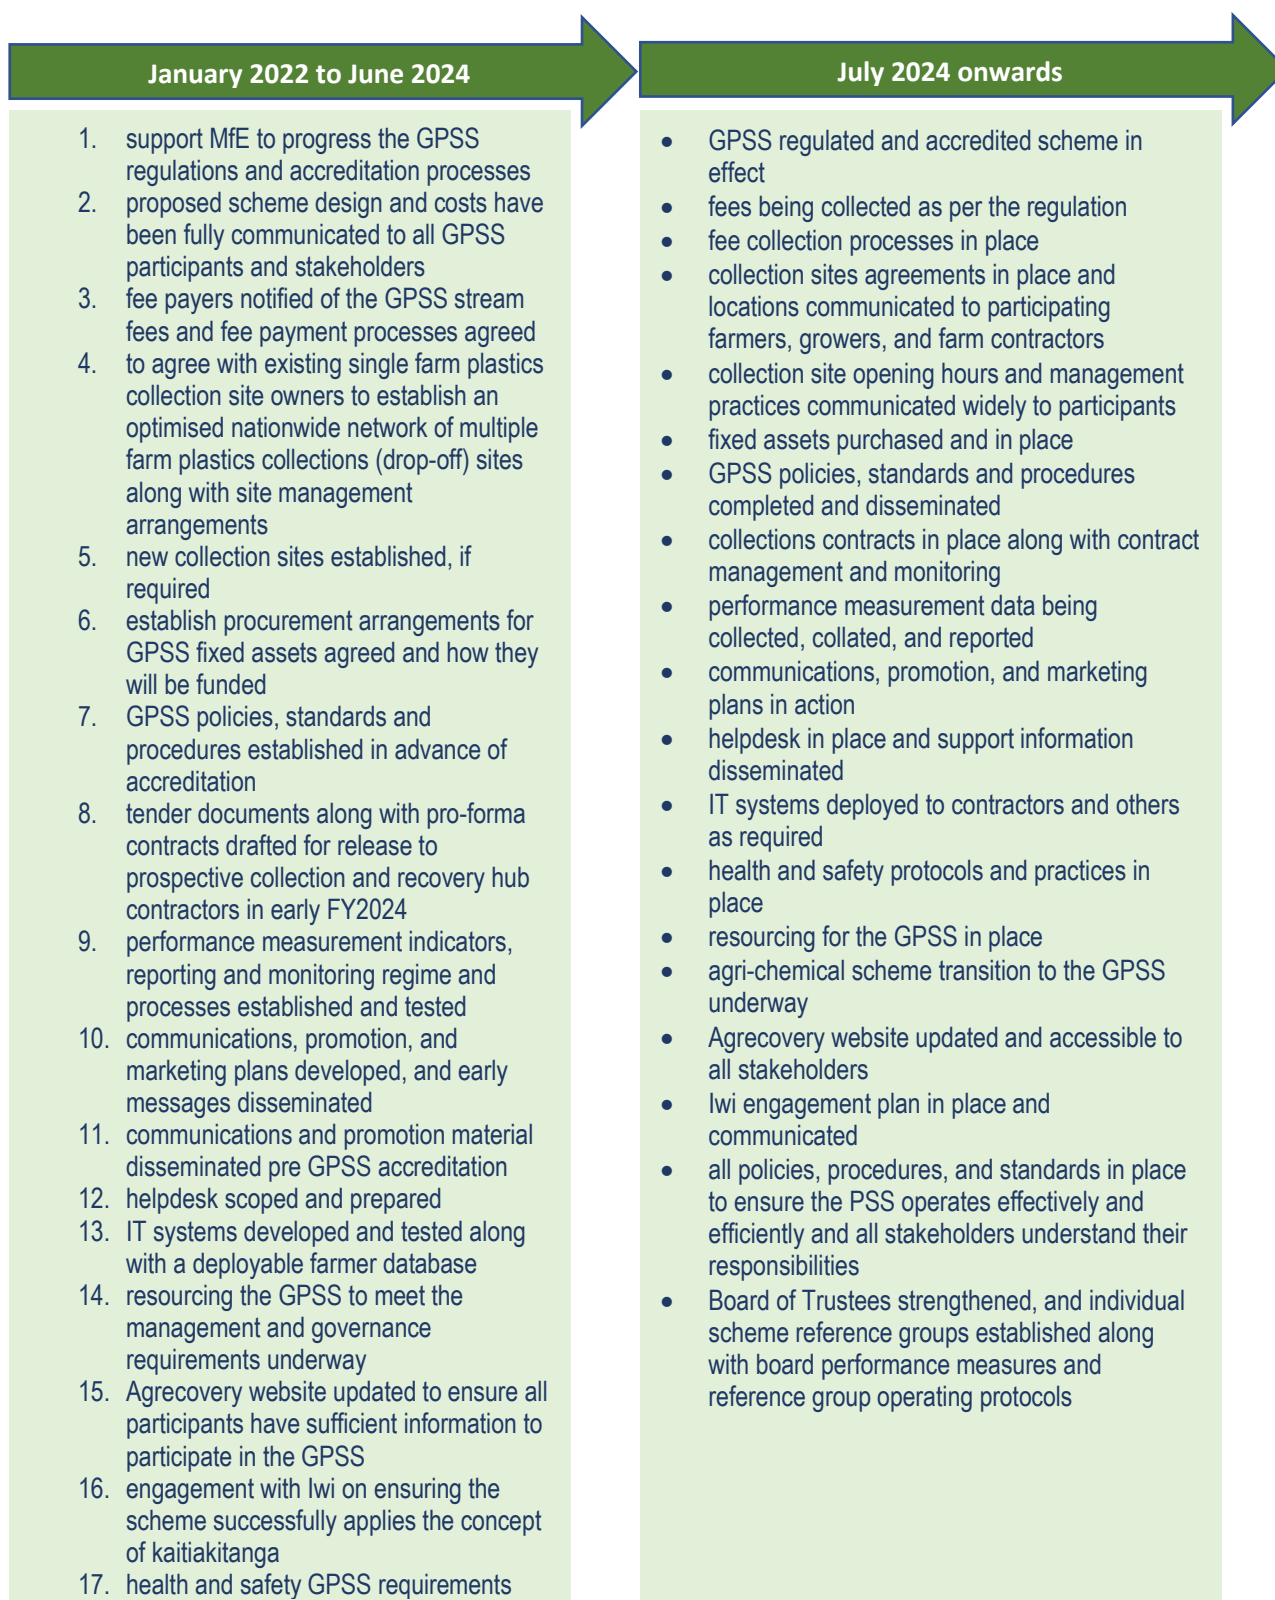 January 2022 to June 2024
1. support MfE to progress the GPSS
regulations and accreditation processes
2. proposed scheme design and costs have
been fully communicated to all GPSS
participants and stakeholders
3. fee payers notified of the GPSS stream
fees and fee payment processes agreed
4. to agree with existing single farm plastics
collection site owners to establish an
optimised nationwide network of multiple
farm plastics collections (drop-off) sites
along with site management
arrangements
5. new collection sites established, if
required
6. establish procurement arrangements for
GPSS fixed assets agreed and how they
will be funded
7. GPSS policies, standards and
procedures established in advance of
accreditation
8. tender documents along with pro-forma
contracts drafted for release to
prospective collection and recovery hub
contractors in early FY2024
9. performance measurement indicators,
reporting and monitoring regime and
processes established and tested
10. communications, promotion, and
marketing plans developed, and early
messages disseminated
11. communications and promotion material
disseminated pre GPSS accreditation
12. helpdesk scoped and prepared
13. IT systems developed and tested along
with a deployable farmer database
14. resourcing the GPSS to meet the
management and governance
requirements underway
15. Agrecovery website updated to ensure all
participants have sufficient information to
participate in the GPSS
16. engagement with Iwi on ensuring the
scheme successfully applies the concept
of kaitiakitanga
17. health and safety GPSS requirements
July 2024 onwards
• GPSS regulated and accredited scheme in
effect
• fees being collected as per the regulation
• fee collection processes in place
• collection sites agreements in place and
locations communicated to participating
farmers, growers, and farm contractors
• collection site opening hours and management
practices communicated widely to participants
• fixed assets purchased and in place
• GPSS policies, standards and procedures
completed and disseminated
• collections contracts in place along with contract
management and monitoring
• performance measurement data being
collected, collated, and reported
• communications, promotion, and marketing
plans in action
• helpdesk in place and support information
disseminated
• IT systems deployed to contractors and others
as required
• health and safety protocols and practices in
place
• resourcing for the GPSS in place
• agri-chemical scheme transition to the GPSS
underway
• Agrecovery website updated and accessible to
all stakeholders
• Iwi engagement plan in place and
communicated
• all policies, procedures, and standards in place
to ensure the PSS operates effectively and
efficiently and all stakeholders understand their
responsibilities
• Board of Trustees strengthened, and individual
scheme reference groups established along
with board performance measures and
reference group operating protocols